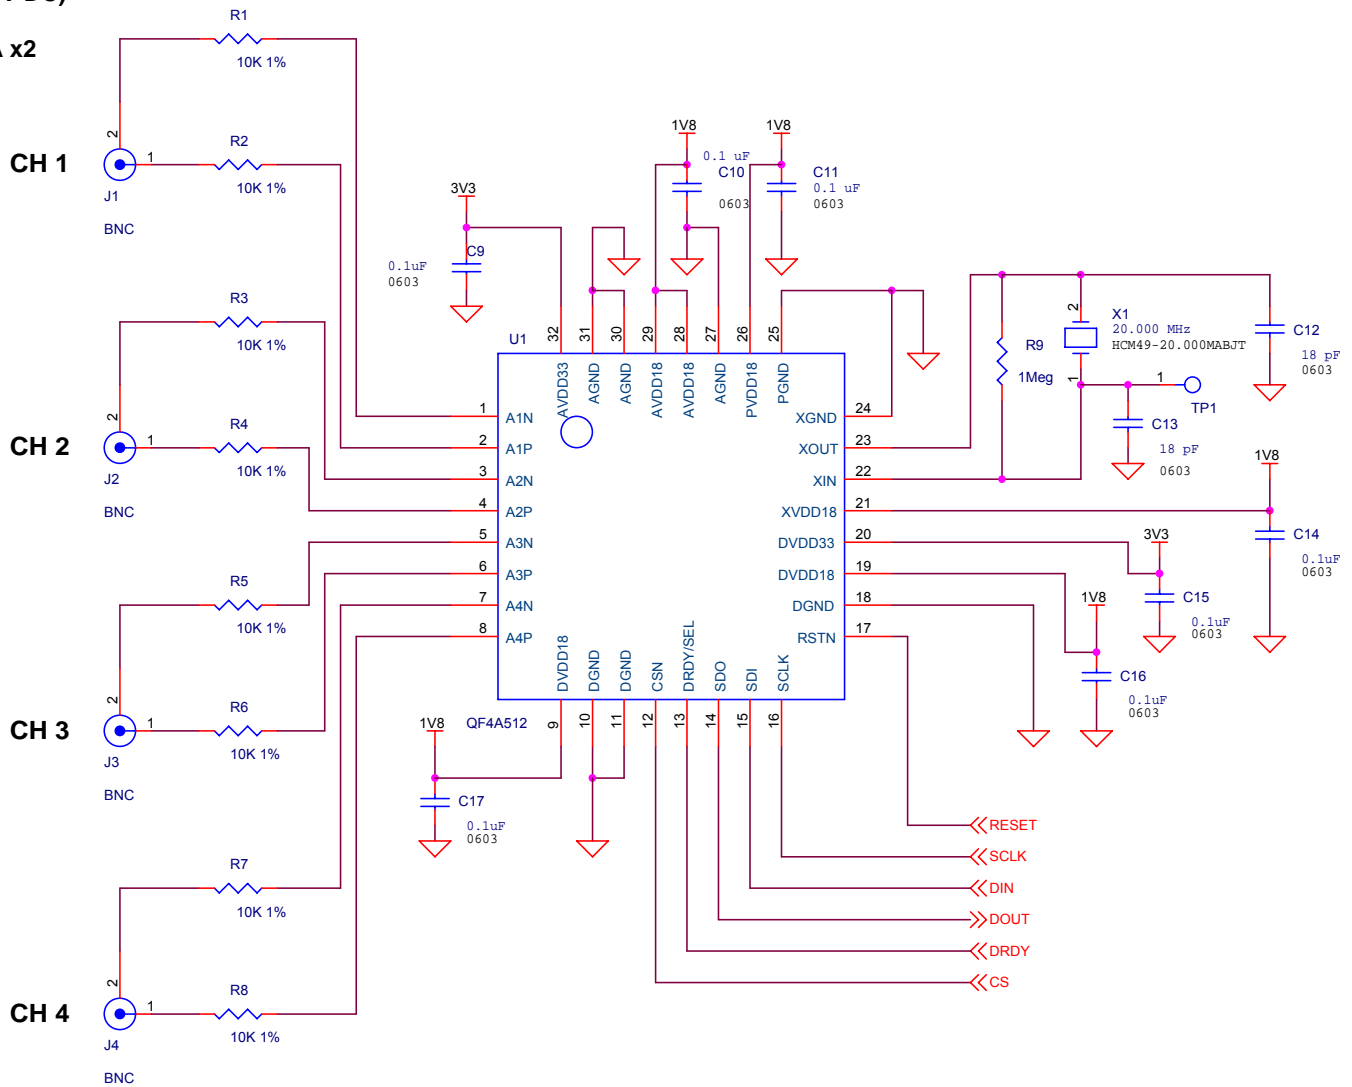 x2
R1
10K 1%
2
CH 1
1
R2
10K 1%
J1
BNC
R3
10K 1%
2
CH 2
1
R4
10K 1%
J2
BNC
R5
10K 1%
2
CH 3
1
R6
10K 1%
J3
BNC
R7
10K 1%
2
CH 4
1
R8
10K 1%
J4
BNC
3V3
C9
0.1uF
0603
1V8
0.1 uF
C10
0603
1V8
C11
0.1 uF
0603
U1
32
31
30
29
28
27
26
25
AVDD33
AGND
AGND
AVDD18
AVDD18
AGND
PVDD18
PGND
1
A1N
2
A1P
3
A2N
4
A2P
5
A3N
6
A3P
7
A4N
8
A4P
XGND
24
XOUT
23
XIN
22
XVDD18
21
DVDD33
20
DVDD18
19
DGND
18
RSTN
17
DVDD18
DGND
DGND
CSN
DRDY/SEL
SDO
SDI
SCLK
9
10
11
12
13
14
15
16
QF4A512
1V8
C17
0.1uF
0603
R9
1Meg
2
X1
20.000 MHz
HCM49-20.000MABJT
1
1
TP1
C12
18 pF
0603
C13
18 pF
0603
1V8
C14
0.1uF
0603
3V3
C15
0.1uF
0603
1V8
C16
0.1uF
0603
RESET
SCLK
DIN
DOUT
DRDY
CS